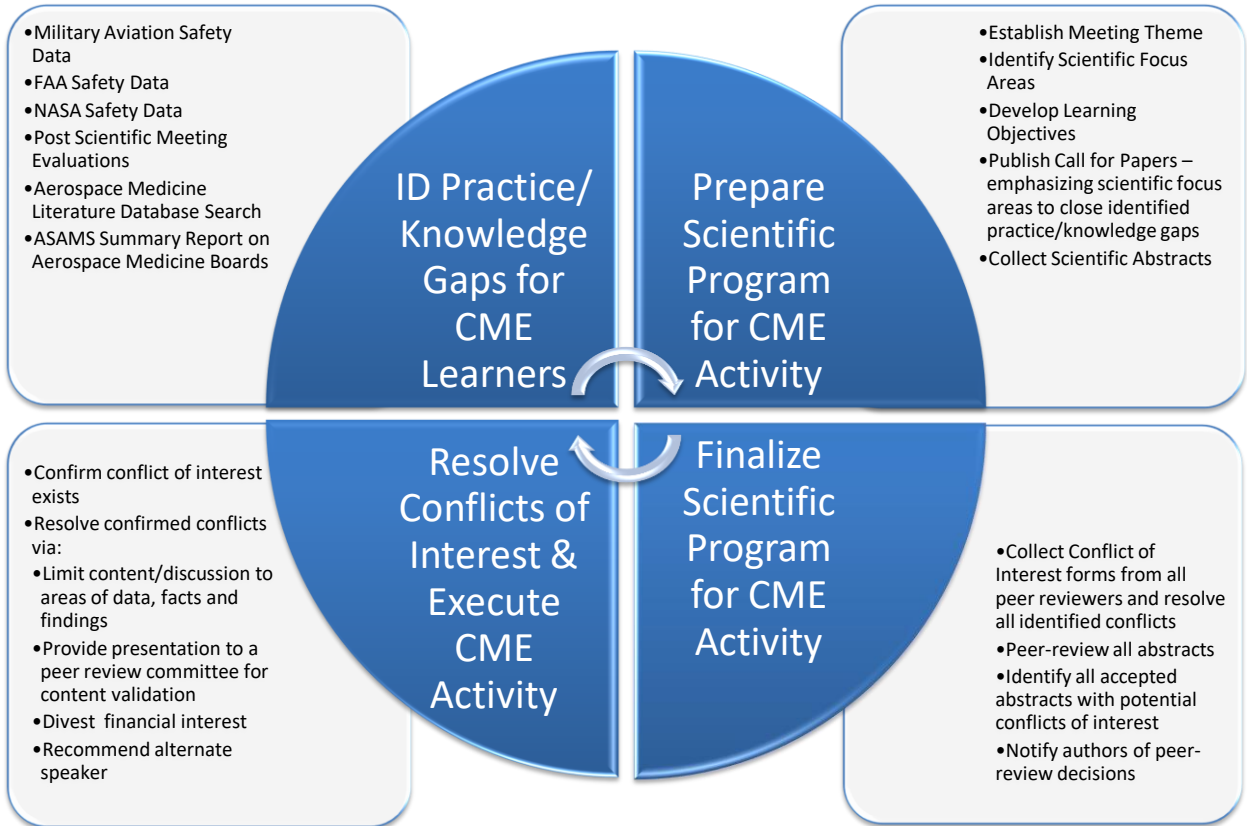 •Military Aviation Safety
Data
•FAA Safety Data
•NASA Safety Data
•Post Scientific Meeting
Evaluations
•Aerospace Medicine
Literature Database Search
•ASAMS Summary Report on
Aerospace Medicine Boards
ID Practice/
Knowledge
Gaps for
CME
Learners
Prepare
Scientific
Program
for CME
Activity
•Establish Meeting Theme
•Identify Scientific Focus
Areas
•Develop Learning
Objectives
•Publish Call for Papers –
emphasizing scientific focus
areas to close identified
practice/knowledge gaps
•Collect Scientific Abstracts
•Confirm conflict of interest
exists
•Resolve confirmed conflicts
via:
•Limit content/discussion to
areas of data, facts and
findings
•Provide presentation to a
peer review committee for
content validation
•Divest financial interest
•Recommend alternate
speaker
Resolve
Conflicts of
Interest &
Execute
CME
Activity
Finalize
Scientific
Program
for CME
Activity
•Collect Conflict of
Interest forms from all
peer reviewers and resolve
all identified conflicts
•Peer-review all abstracts
•Identify all accepted
abstracts with potential
conflicts of interest
•Notify authors of peer-
review decisions